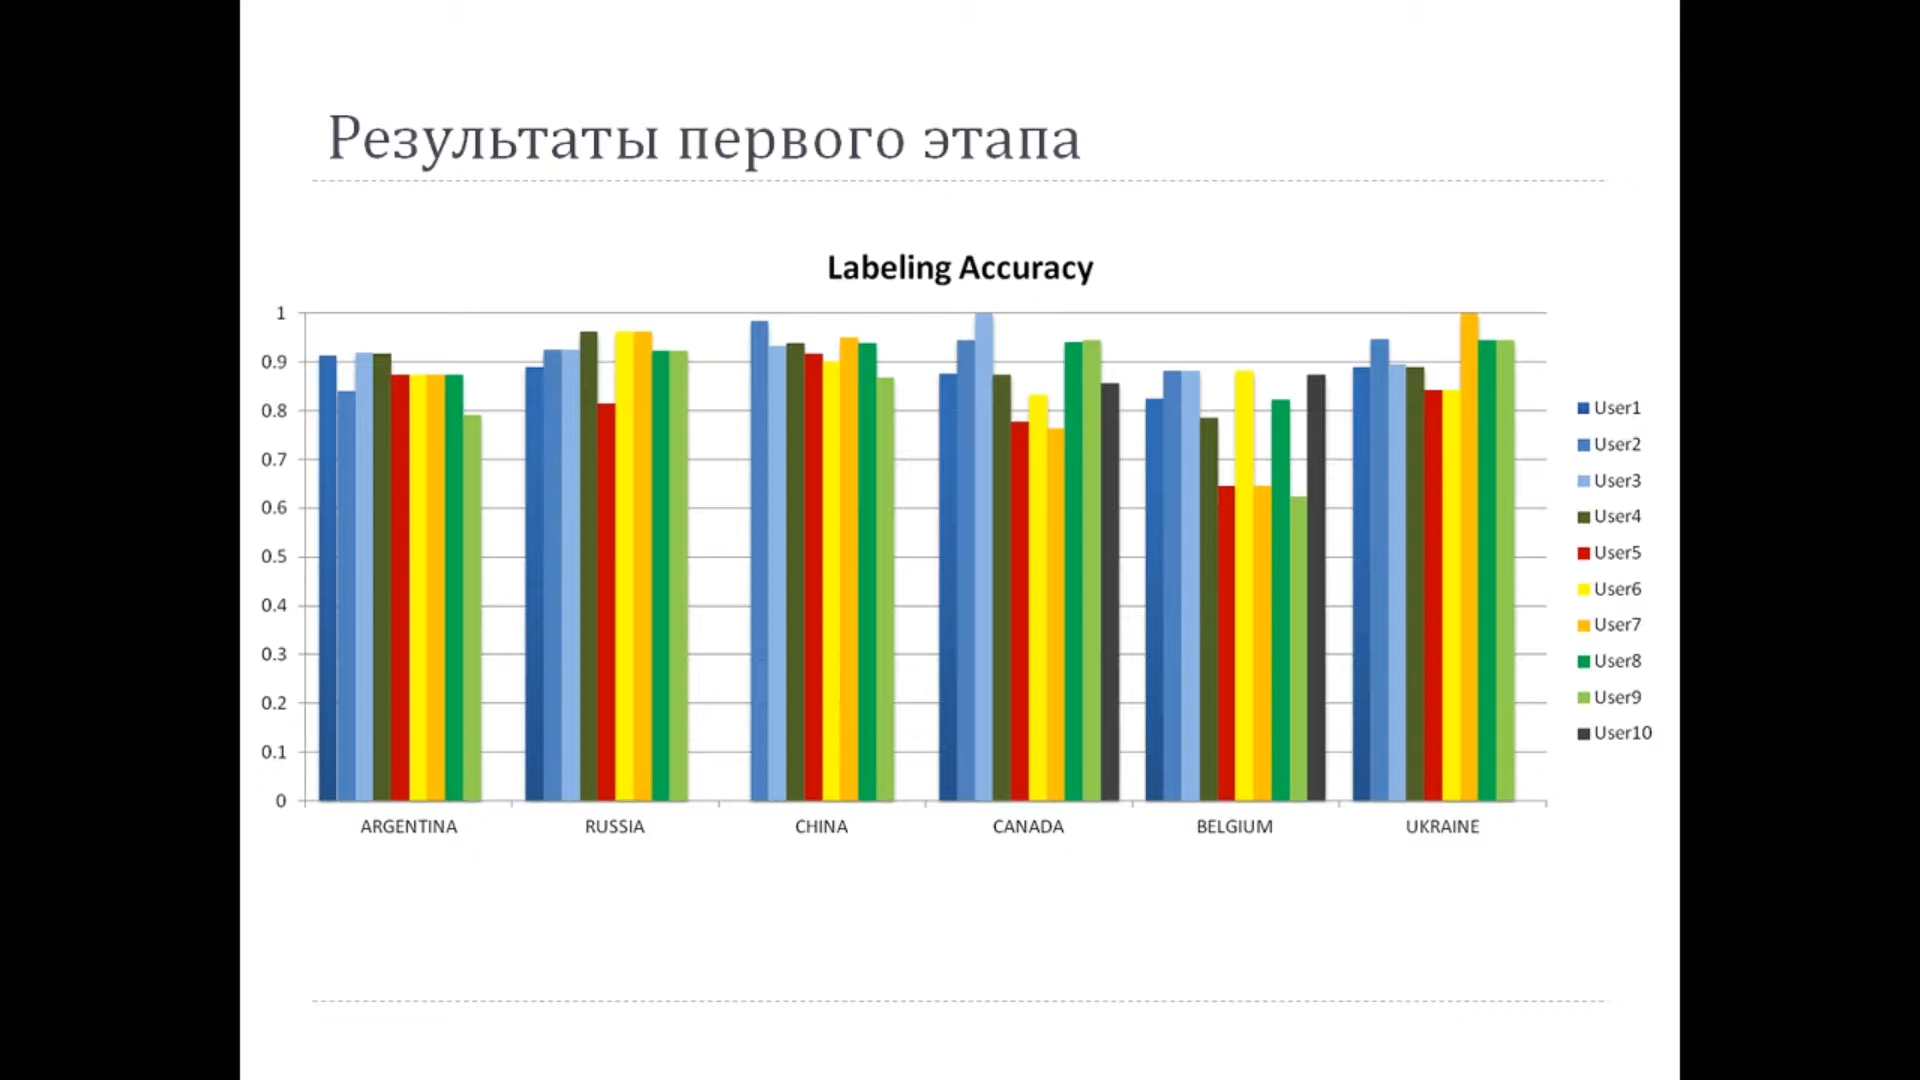 Результаты первого этапа
Labeling Accuracy
1
0.9
0.8
0.7
0.6
0.5
0.4
0.3
0.2
0.1
0
ARGENTINA RUSSIA CHINA CANADA BELGIUM UKRAINE
User1
User2
User3
User4
User5
User6
User7
User8
User9
User10